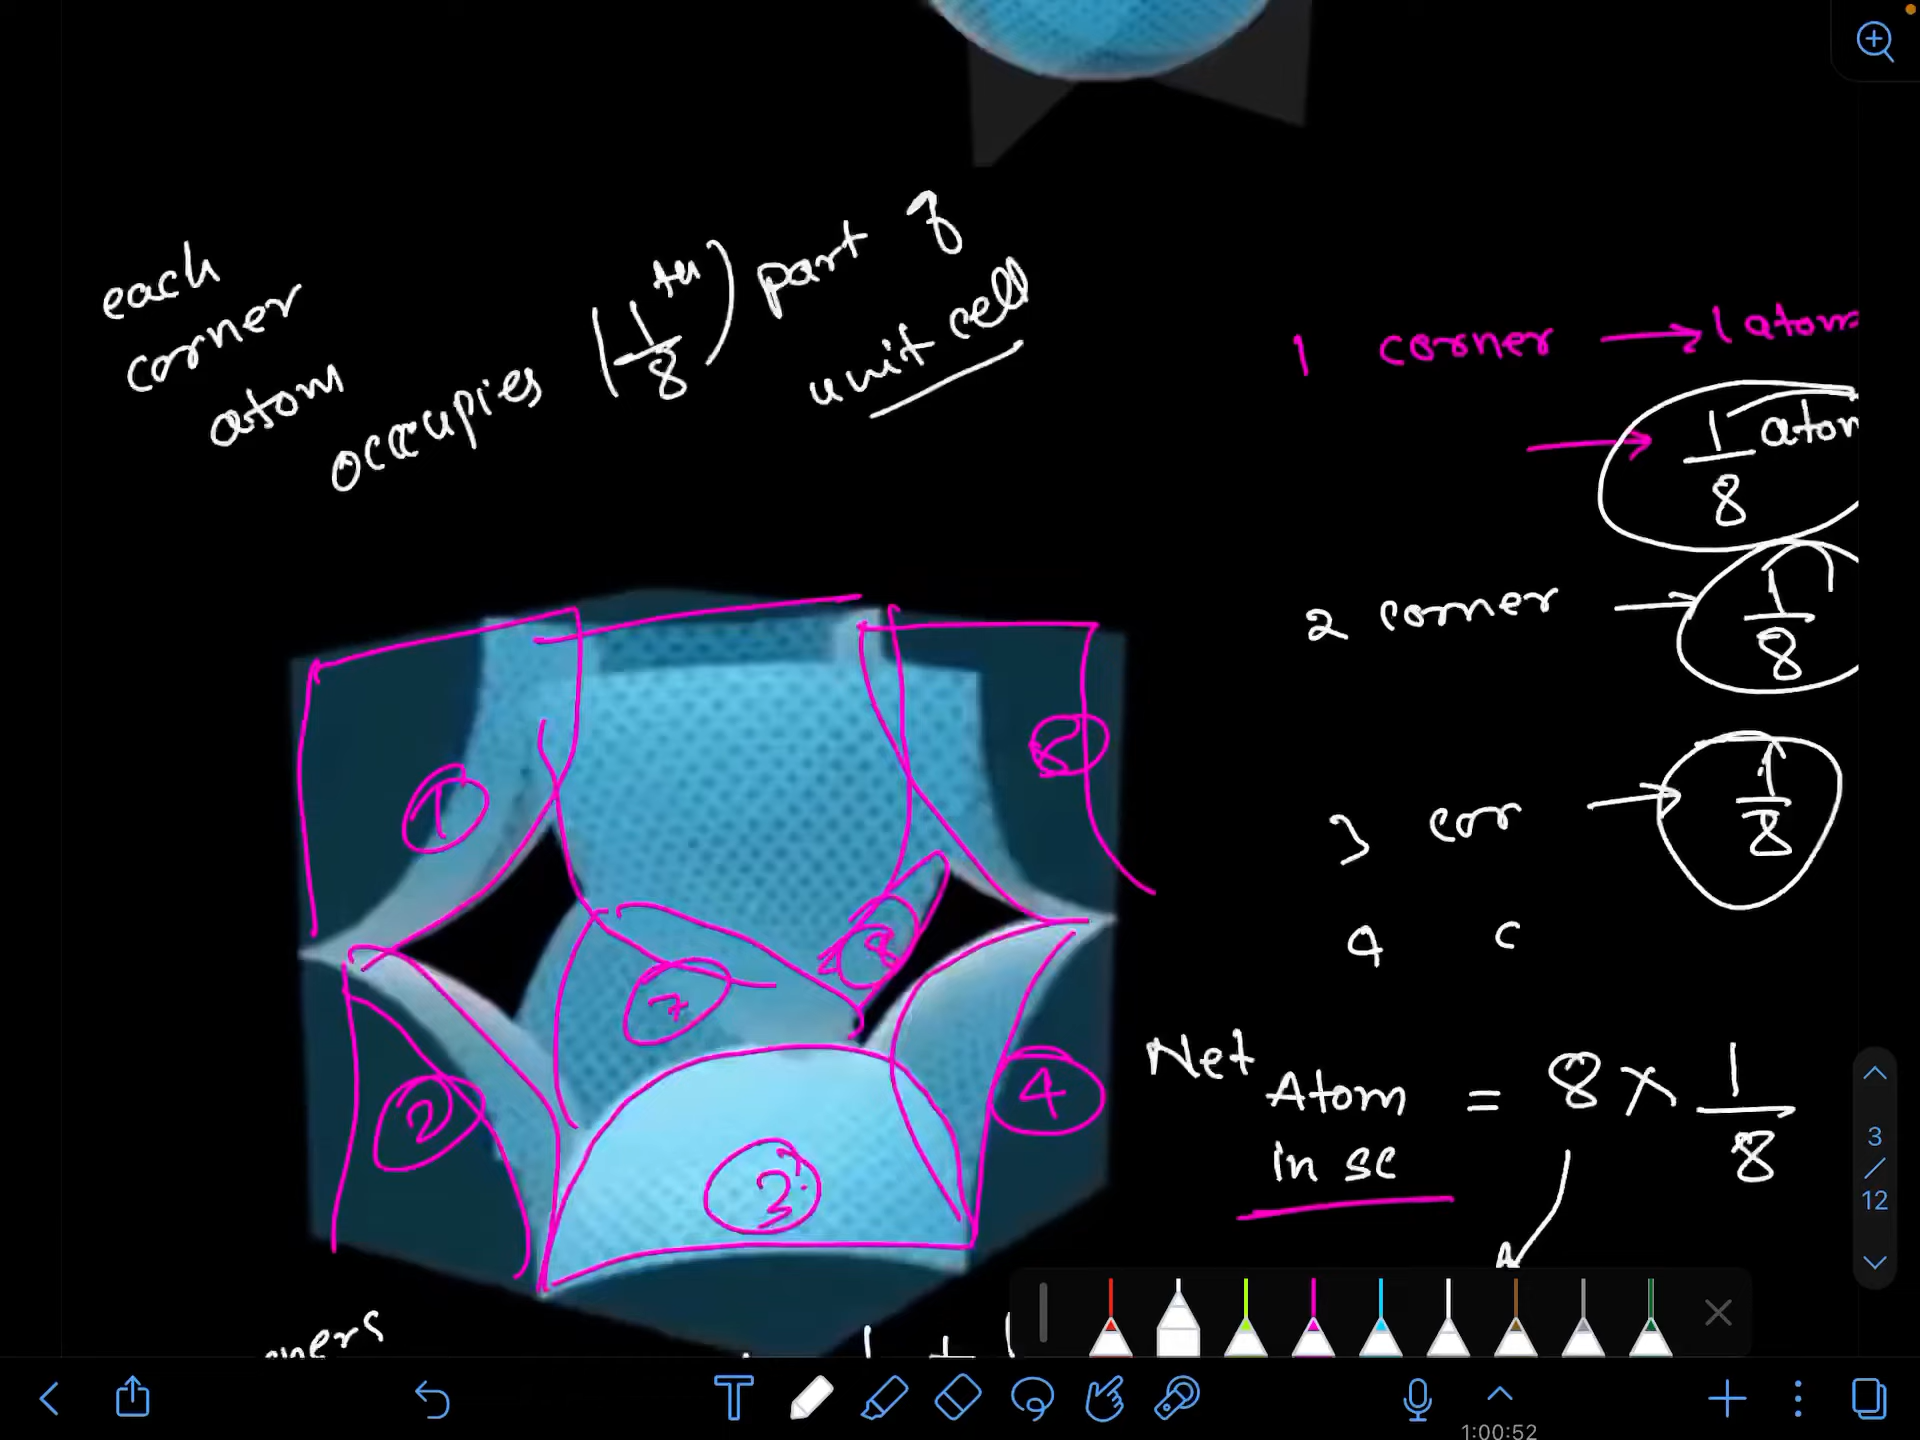 each
corner
atom
occupies (1/8 th) part of
unit cell
1 corner → 1 atom
→ 1/8 atom
2 corner → 1/8
3 cor → 1/8
4 c
1
2
3
4
7
8
Net Atom in sc = 8 × 1/8
3
/
12
T
1:00:52